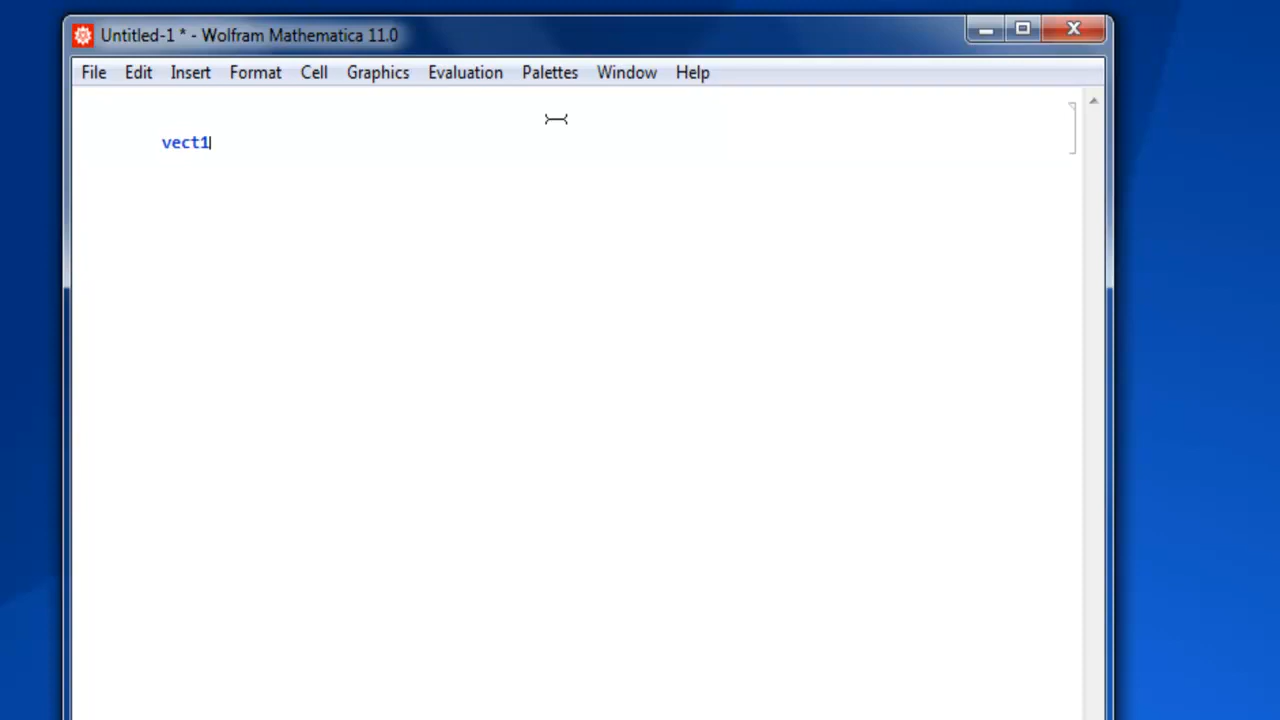 Untitled-1 * - Wolfram Mathematica 11.0
File Edit Insert Format Cell Graphics Evaluation Palettes Window Help
vect1